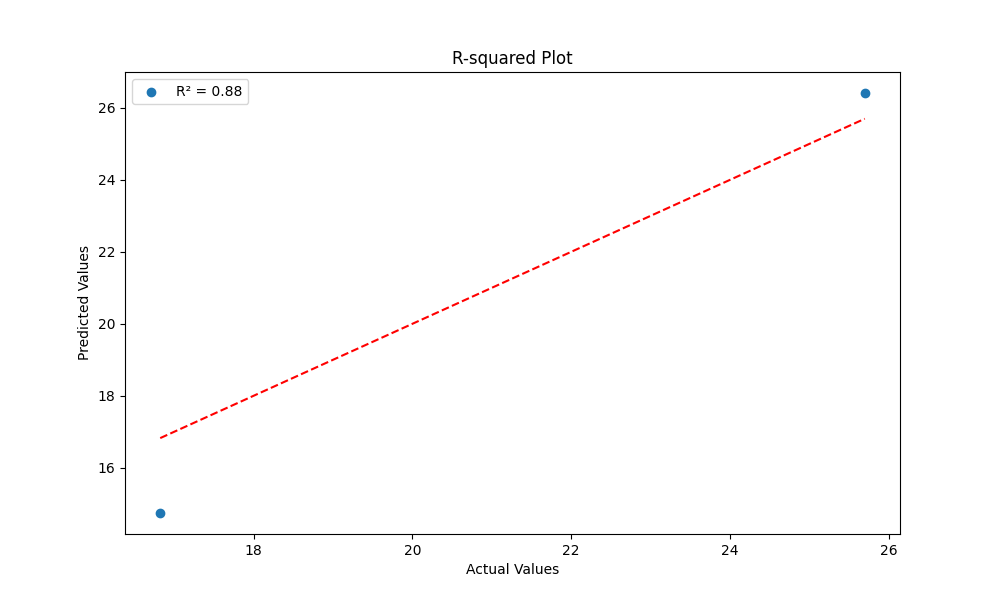 R-squared Plot
R² = 0.88
26
24
22
20
18
16
Predicted Values
18 20 22 24 26
Actual Values